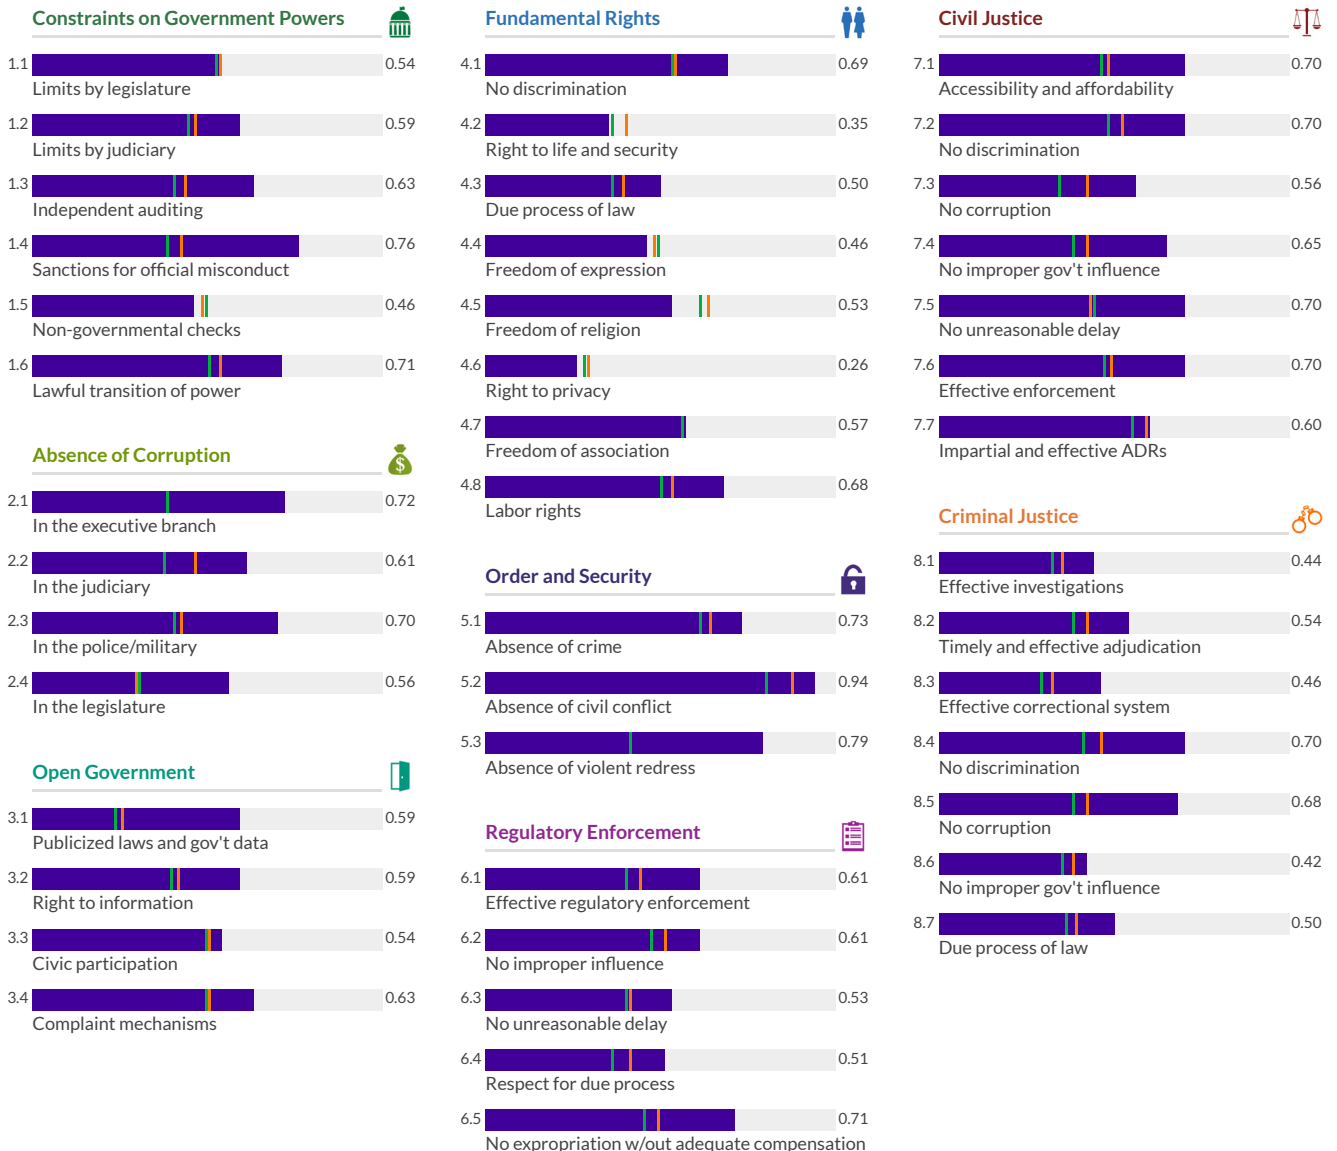 Constraints on Government Powers
1.1 0.54
Limits by legislature
1.2 0.59
Limits by judiciary
1.3 0.63
Independent auditing
1.4 0.76
Sanctions for official misconduct
1.5 0.46
Non-governmental checks
1.6 0.71
Lawful transition of power
Absence of Corruption
$
2.1 0.72
In the executive branch
2.2 0.61
In the judiciary
2.3 0.70
In the police/military
2.4 0.56
In the legislature
Open Government
3.1 0.59
Publicized laws and gov't data
3.2 0.59
Right to information
3.3 0.54
Civic participation
3.4 0.63
Complaint mechanisms
Fundamental Rights
4.1 0.69
No discrimination
4.2 0.35
Right to life and security
4.3 0.50
Due process of law
4.4 0.46
Freedom of expression
4.5 0.53
Freedom of religion
4.6 0.26
Right to privacy
4.7 0.57
Freedom of association
4.8 0.68
Labor rights
Order and Security
5.1 0.73
Absence of crime
5.2 0.94
Absence of civil conflict
5.3 0.79
Absence of violent redress
Regulatory Enforcement
6.1 0.61
Effective regulatory enforcement
6.2 0.61
No improper influence
6.3 0.53
No unreasonable delay
6.4 0.51
Respect for due process
6.5 0.71
No expropriation w/out adequate compensation
Civil Justice
7.1 0.70
Accessibility and affordability
7.2 0.70
No discrimination
7.3 0.56
No corruption
7.4 0.65
No improper gov't influence
7.5 0.70
No unreasonable delay
7.6 0.70
Effective enforcement
7.7 0.60
Impartial and effective ADRs
Criminal Justice
8.1 0.44
Effective investigations
8.2 0.54
Timely and effective adjudication
8.3 0.46
Effective correctional system
8.4 0.70
No discrimination
8.5 0.68
No corruption
8.6 0.42
No improper gov't influence
8.7 0.50
Due process of law